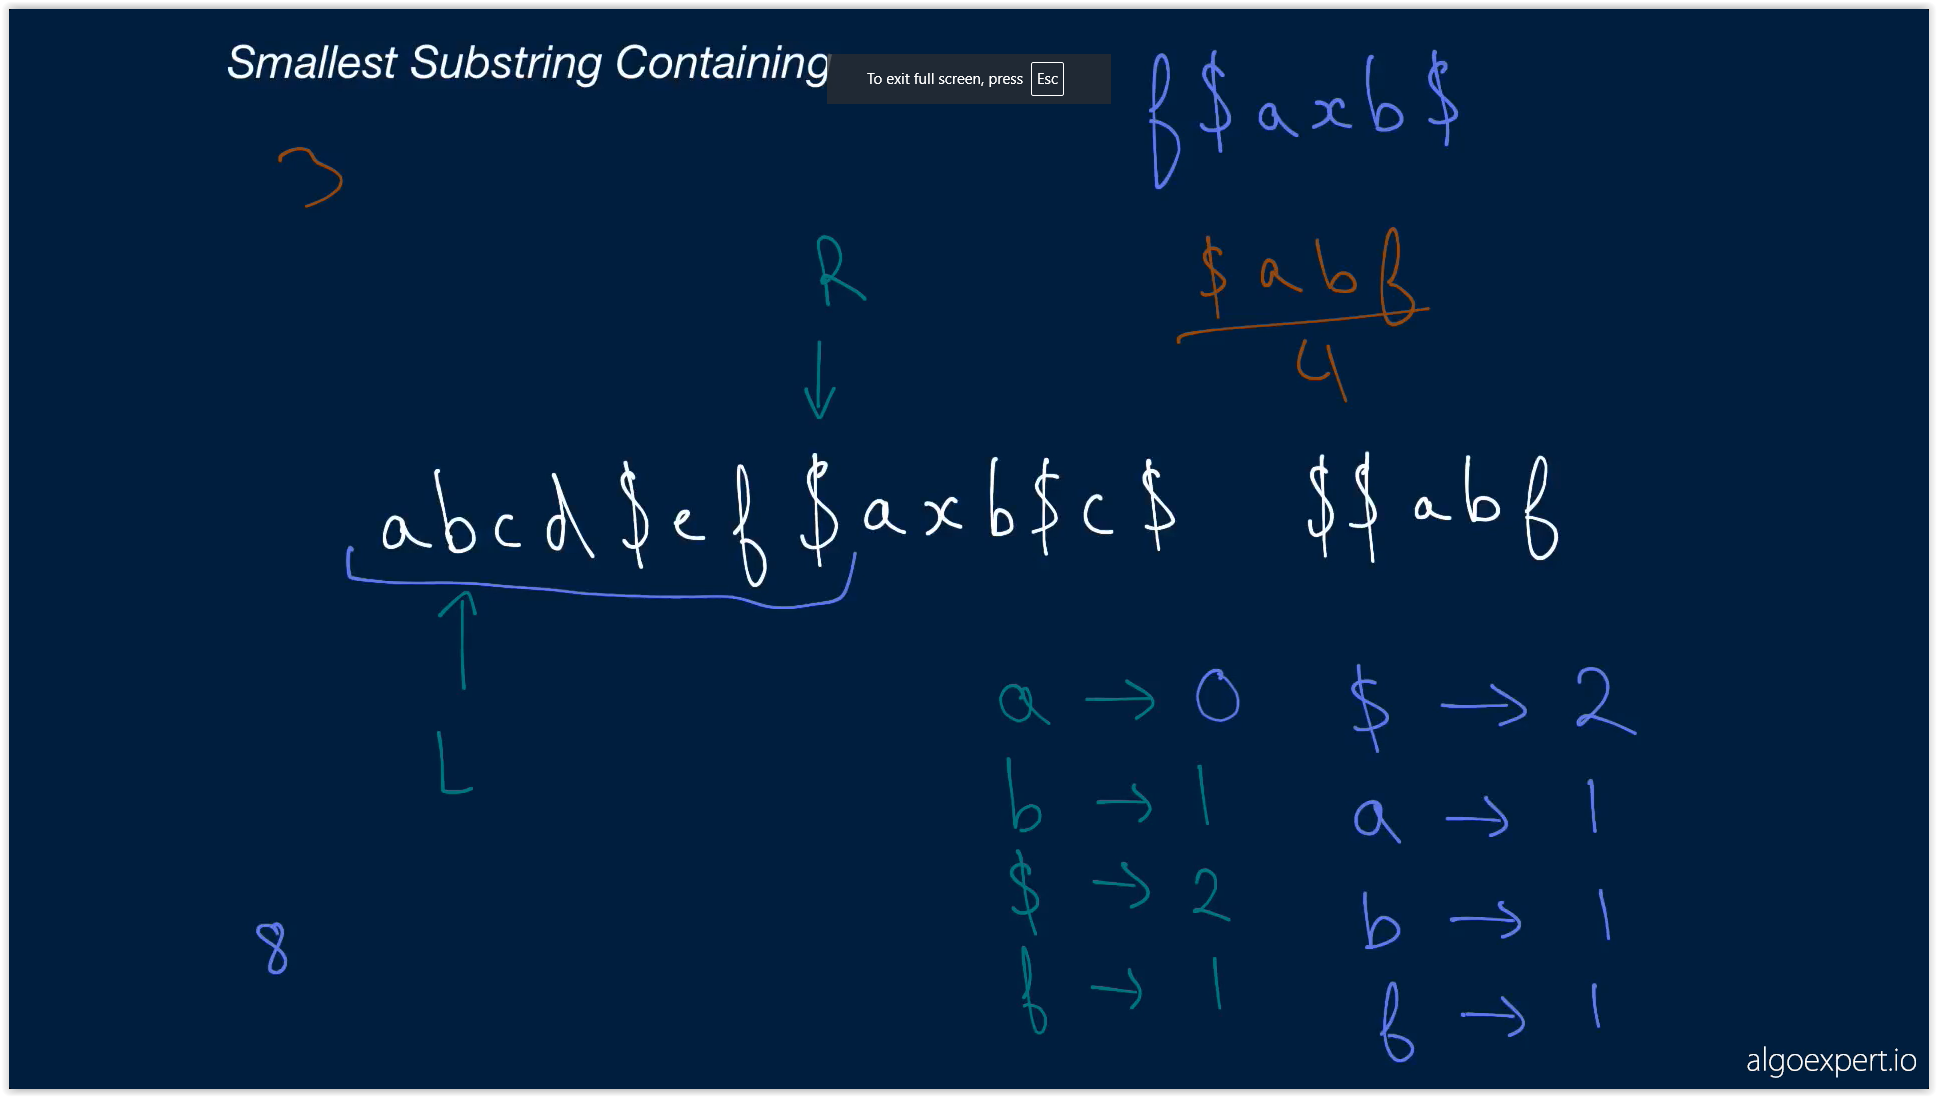 Smallest Substring Containing
To exit full screen, press Esc
f$axb$
3
$abf
4
R
abcd$ef$axb$c$ $$abf
L
a → 0 $ → 2
b → 1 a → 1
$ → 2 b → 1
f → 1 f → 1
8
algoexpert.io